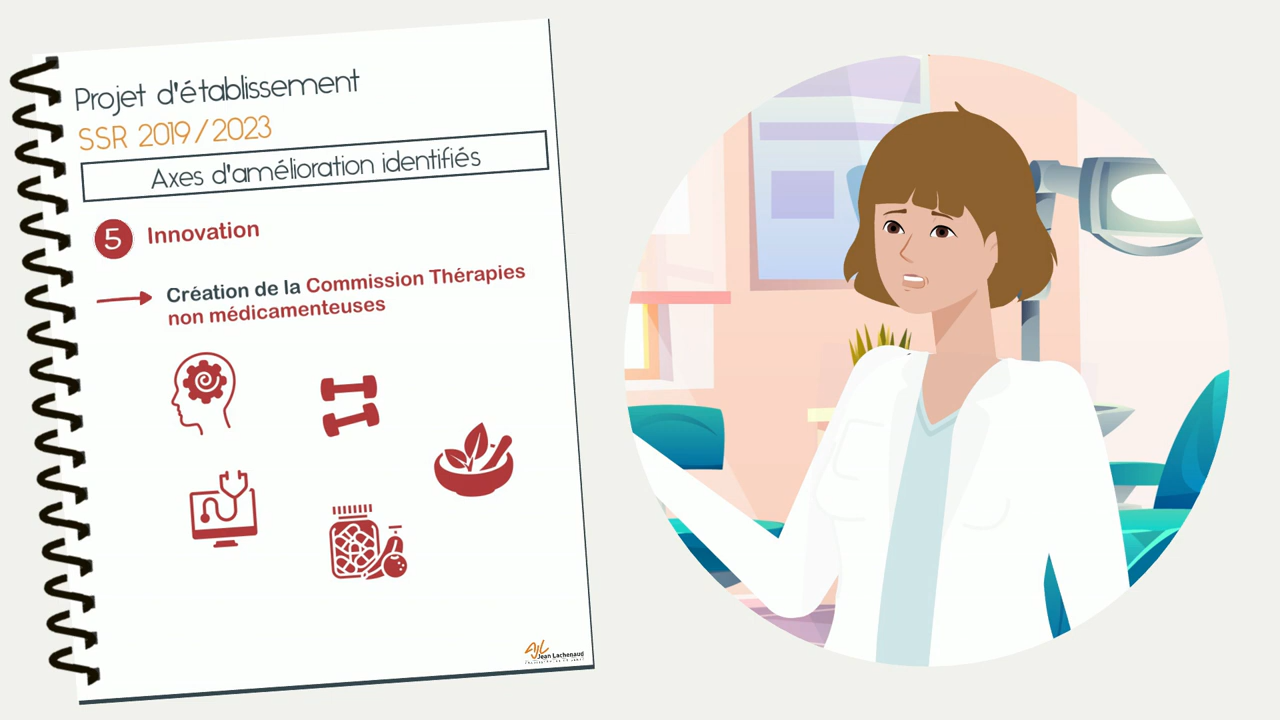 Projet d'établissement
SSR 2019/2023
Axes d'amélioration identifiés
5 Innovation
Création de la Commission Thérapies
non médicamenteuses
AJL
Jean Lachenaud